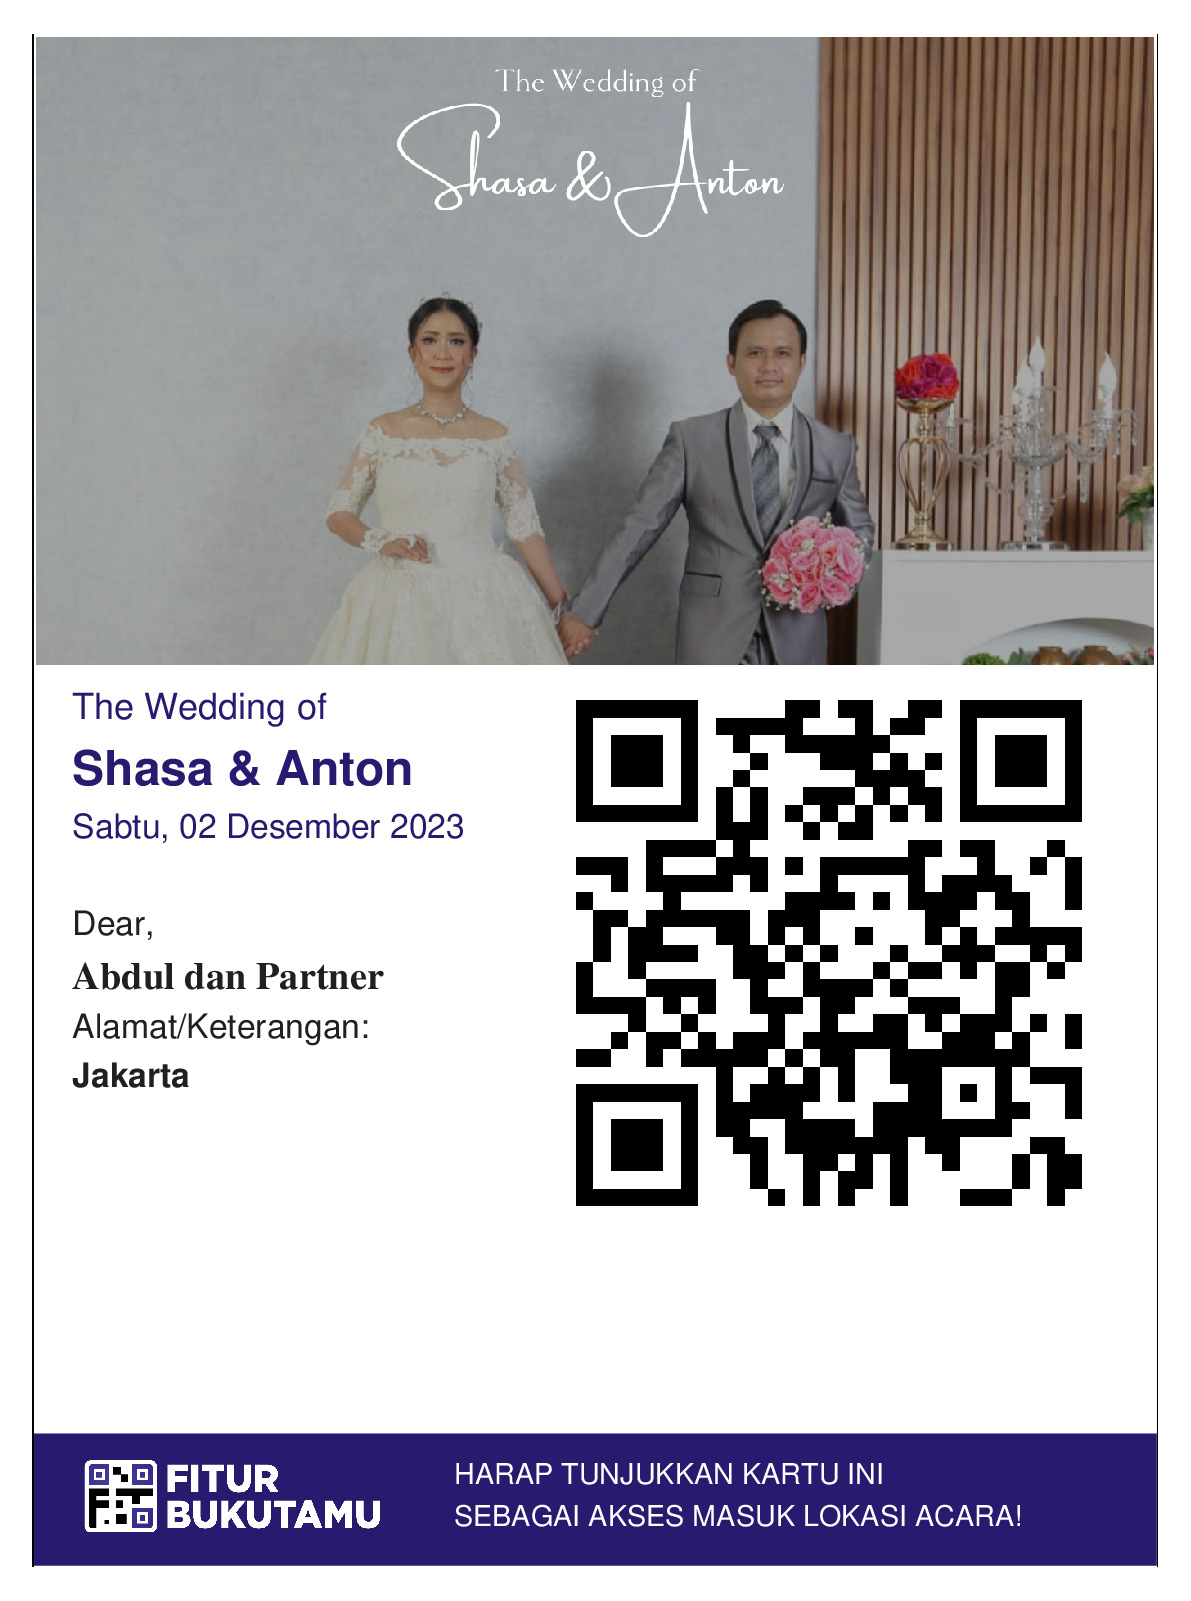 The Wedding of
Shasa & Anton
The Wedding of
Shasa & Anton
Sabtu, 02 Desember 2023
Dear,
Abdul dan Partner
Alamat/Keterangan:
Jakarta
FITUR
BUKUTAMU
HARAP TUNJUKKAN KARTU INI
SEBAGAI AKSES MASUK LOKASI ACARA!